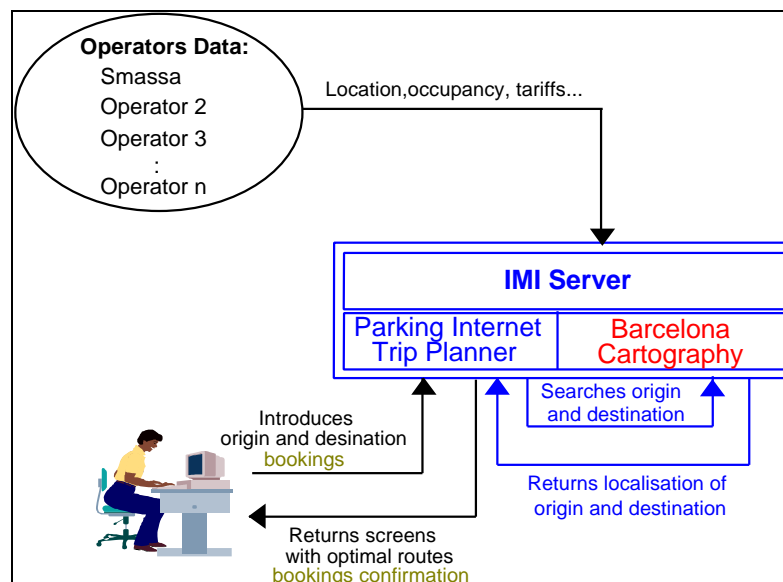 Operators Data:
Smassa
Operator 2
Operator 3
:
Operator n
Location,occupancy, tariffs...
IMI Server
Parking Internet
Trip Planner
Barcelona
Cartography
Searches origin
and destination
Introduces
origin and desination
bookings
Returns localisation of
origin and destination
Returns screens
with optimal routes
bookings confirmation